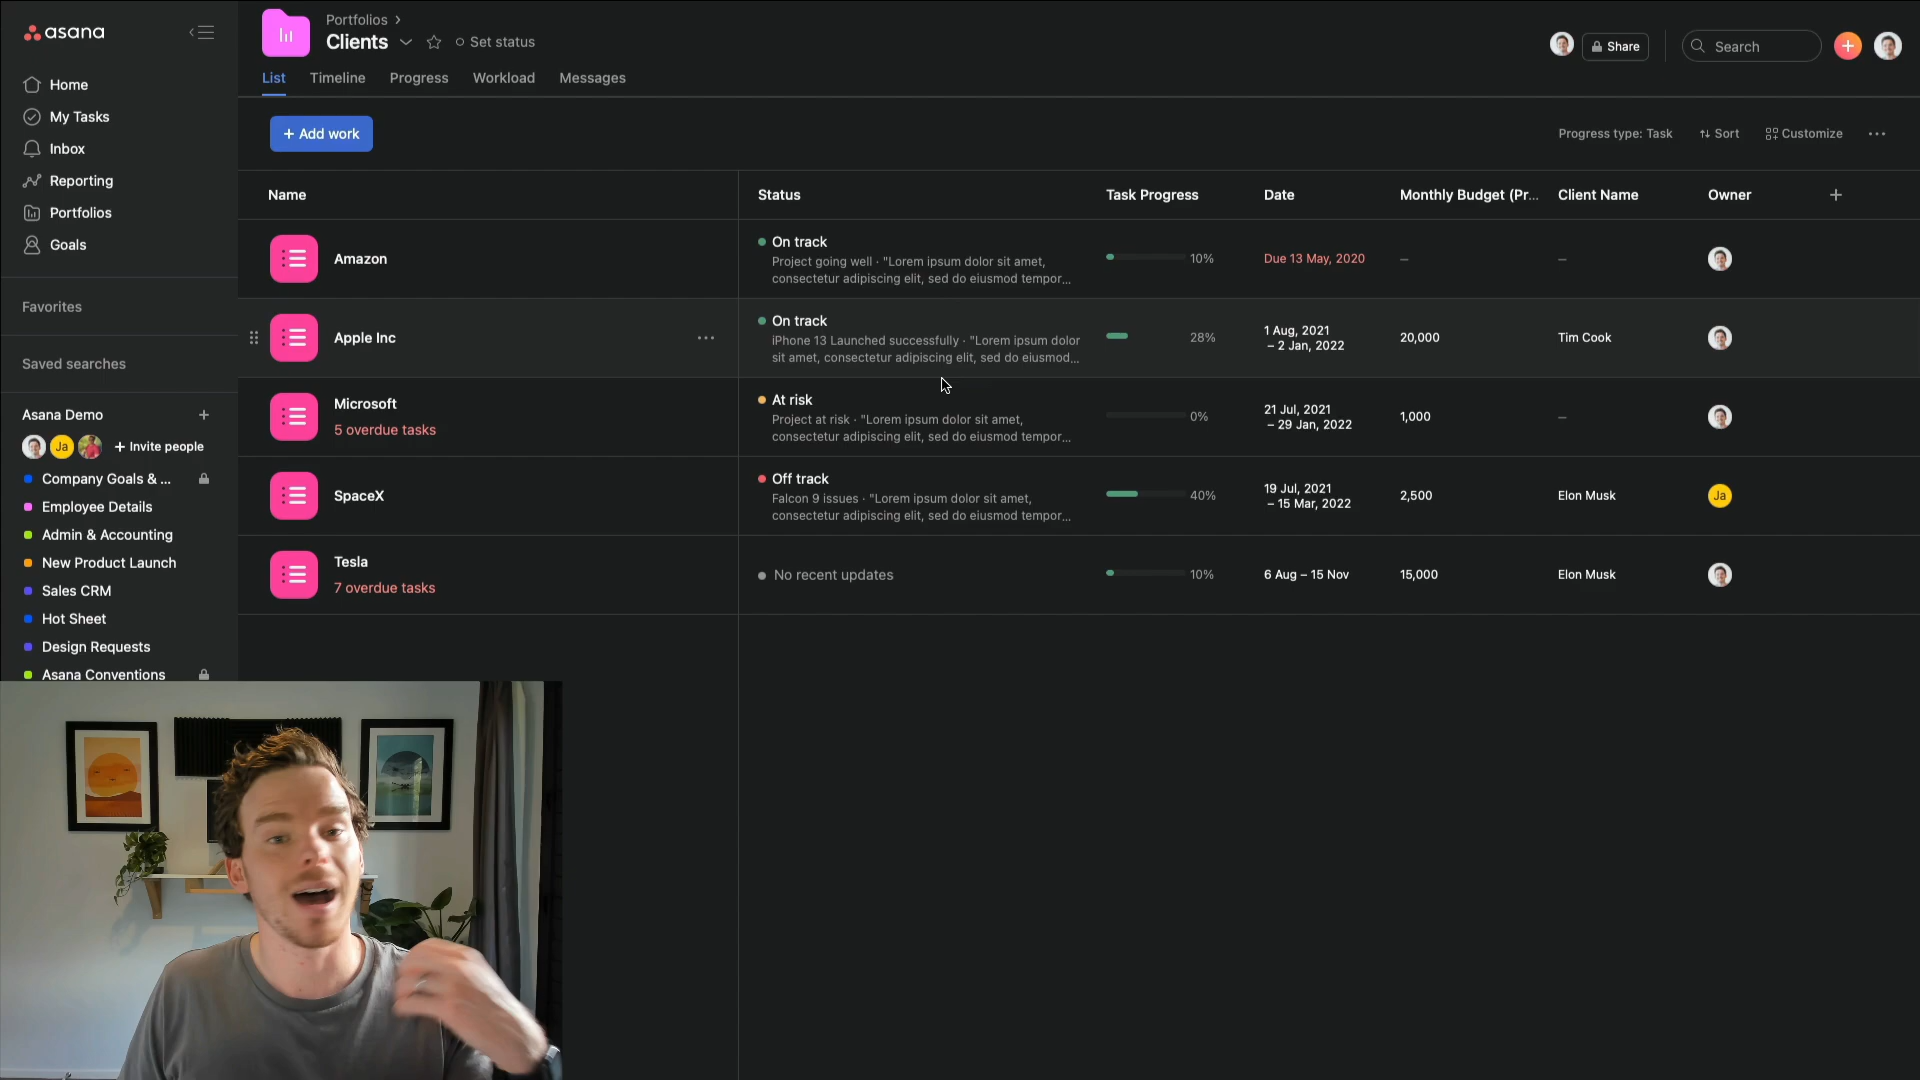 asana
Home
My Tasks
Inbox
Reporting
Portfolios
Goals
Favorites
Saved searches
Asana Demo
Ja
Invite people
Company Goals & ...
Employee Details
Admin & Accounting
New Product Launch
Sales CRM
Hot Sheet
Design Requests
Asana Conventions
Portfolios
Clients
Set status
Share
Search
List Timeline Progress Workload Messages
+ Add work
Progress type: Task
Sort
Customize
Name Status Task Progress Date Monthly Budget (Pr... Client Name Owner
Amazon
On track
Project going well · "Lorem ipsum dolor sit amet,
consectetur adipiscing elit, sed do eiusmod tempor...
10%
Due 13 May, 2020
–
–
Apple Inc
On track
iPhone 13 Launched successfully · "Lorem ipsum dolor
sit amet, consectetur adipiscing elit, sed do eiusmod...
28%
1 Aug, 2021
– 2 Jan, 2022
20,000
Tim Cook
Microsoft
5 overdue tasks
At risk
Project at risk · "Lorem ipsum dolor sit amet,
consectetur adipiscing elit, sed do eiusmod tempor...
0%
21 Jul, 2021
– 29 Jan, 2022
1,000
–
SpaceX
Off track
Falcon 9 issues · "Lorem ipsum dolor sit amet,
consectetur adipiscing elit, sed do eiusmod tempor...
40%
19 Jul, 2021
– 15 Mar, 2022
2,500
Elon Musk
Ja
Tesla
7 overdue tasks
No recent updates
10%
6 Aug – 15 Nov
15,000
Elon Musk